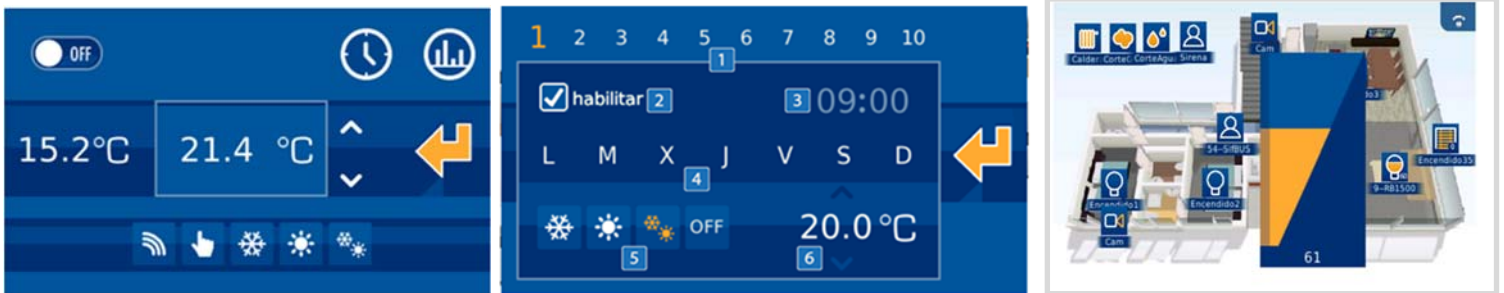 OFF
15.2°C
21.4 °C
1 2 3 4 5 6 7 8 9 10
1
habilitar 2
3 09:00
L M X J V S D
4
OFF
20.0 °C
5
6
Cam
Calder CorteG CorteAgua Sirena
do3
54-SifBUS
Encendido35
9-RB1500
Encendido1
Encendido2
Cam
61